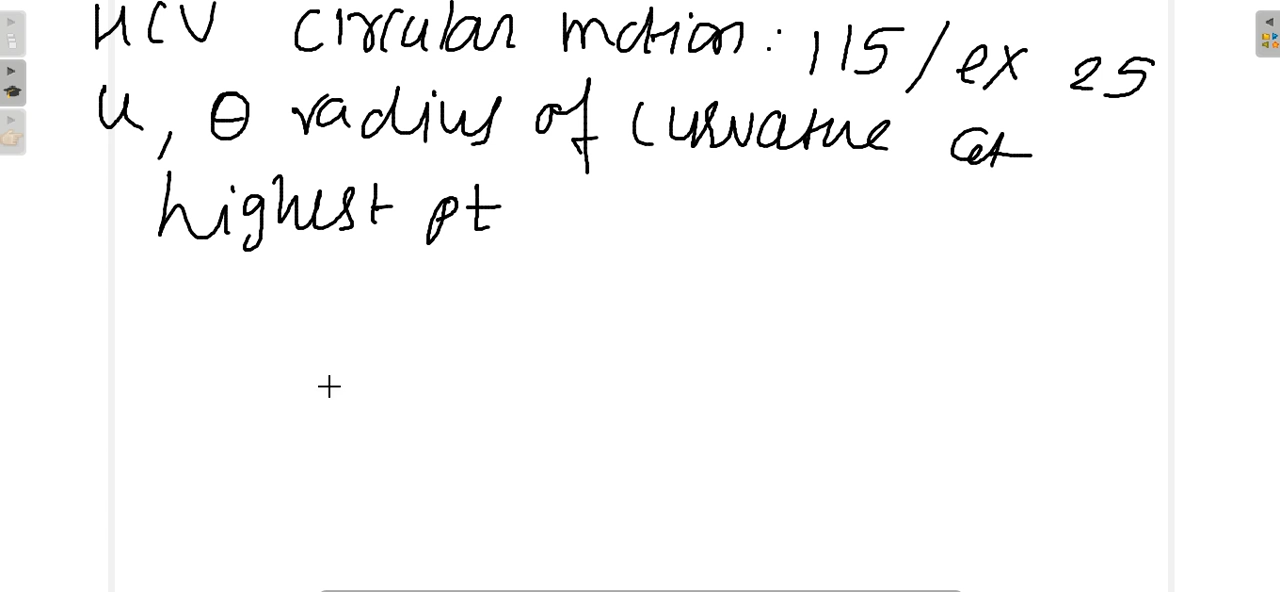 HCV circular motion: 115/ex 25
u, θ radius of curvature at
highest pt